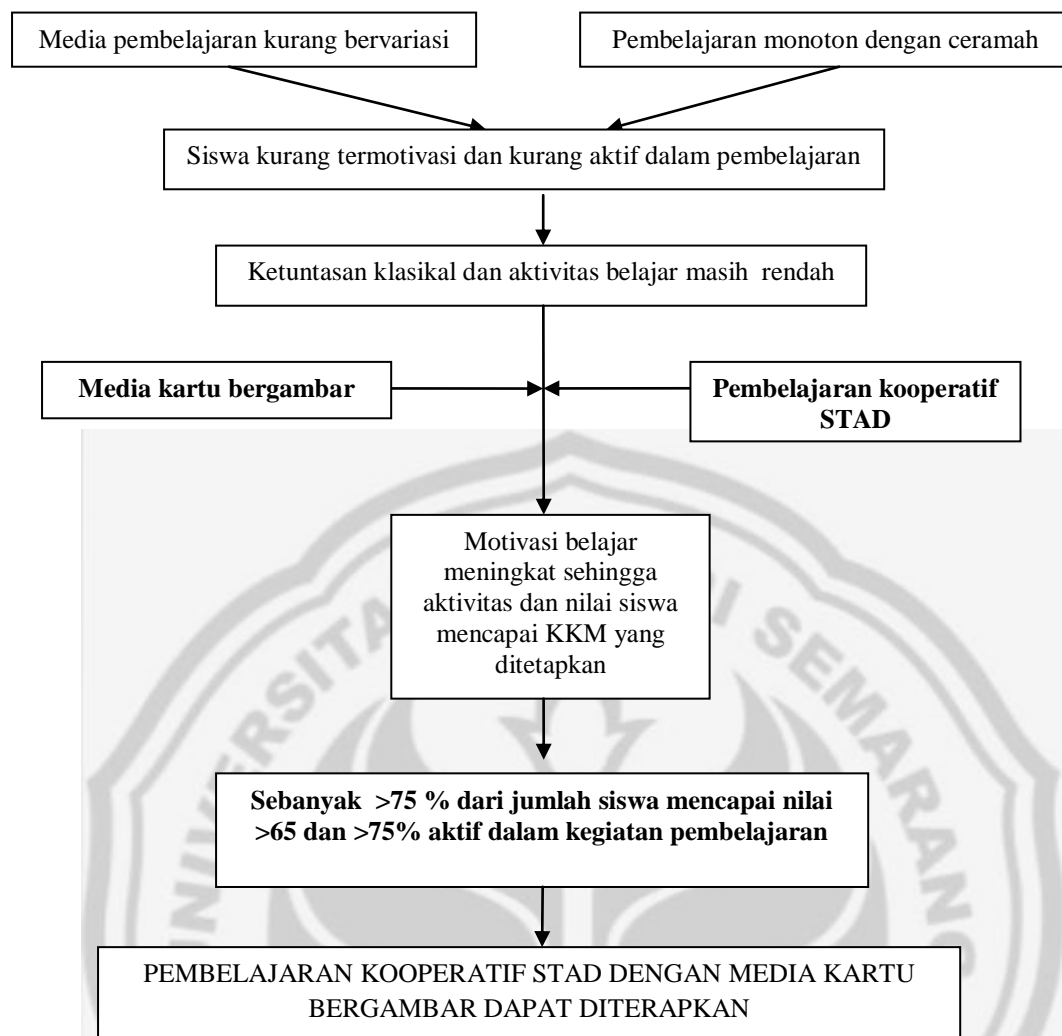 Media pembelajaran kurang bervariasi
Pembelajaran monoton dengan ceramah
Siswa kurang termotivasi dan kurang aktif dalam pembelajaran
Ketuntasan klasikal dan aktivitas belajar masih rendah
Media kartu bergambar
Pembelajaran kooperatif
STAD
Motivasi belajar
meningkat sehingga
aktivitas dan nilai siswa
mencapai KKM yang
ditetapkan
Sebanyak >75 % dari jumlah siswa mencapai nilai
>65 dan >75% aktif dalam kegiatan pembelajaran
PEMBELAJARAN KOOPERATIF STAD DENGAN MEDIA KARTU
BERGAMBAR DAPAT DITERAPKAN
SEMARANG